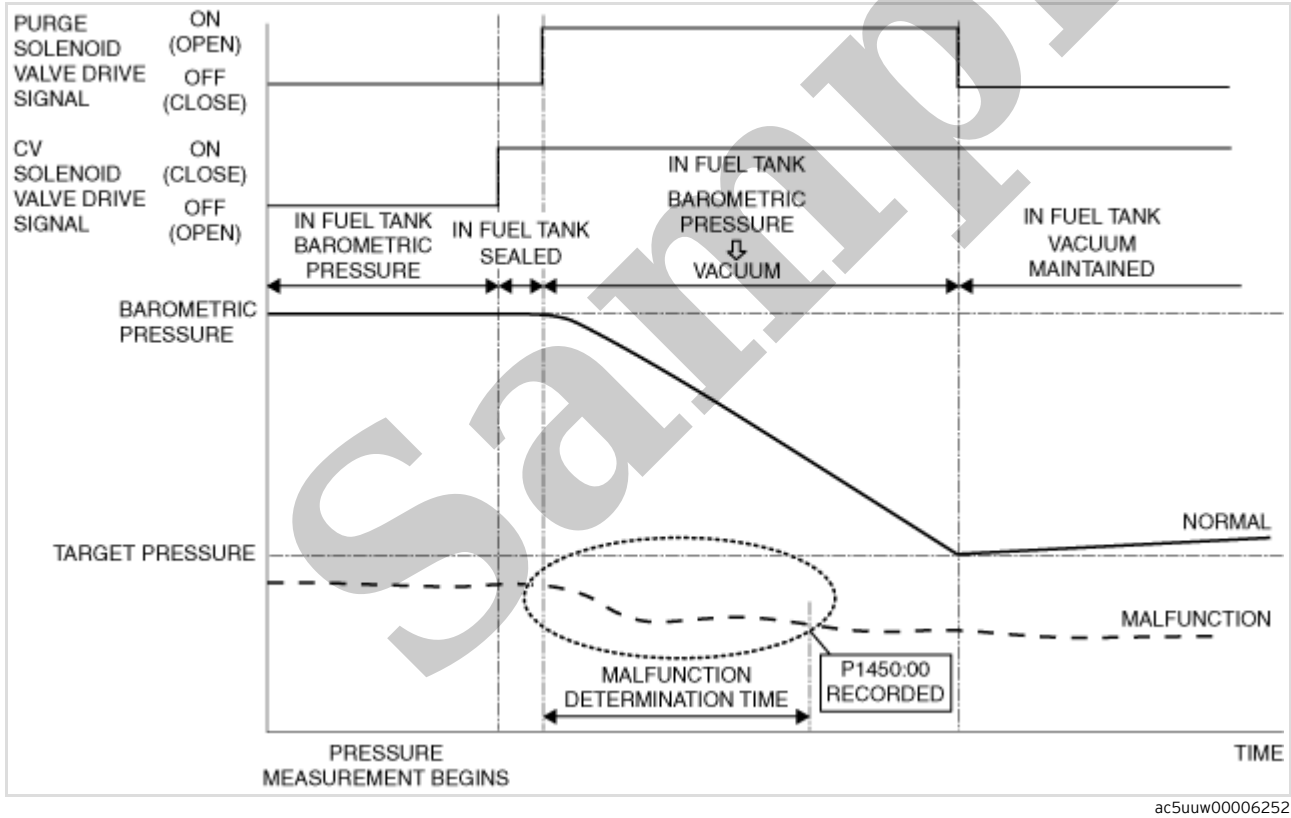 PURGE
SOLENOID
VALVE DRIVE
SIGNAL
ON
(OPEN)
OFF
(CLOSE)
CV
SOLENOID
VALVE DRIVE
SIGNAL
ON
(CLOSE)
OFF
(OPEN)
IN FUEL TANK
BAROMETRIC
PRESSURE
IN FUEL TANK
SEALED
IN FUEL TANK
BAROMETRIC
PRESSURE
VACUUM
IN FUEL TANK
VACUUM
MAINTAINED
BAROMETRIC
PRESSURE
TARGET PRESSURE
NORMAL
MALFUNCTION
MALFUNCTION
DETERMINATION TIME
P1450:00
RECORDED
PRESSURE
MEASUREMENT BEGINS
TIME
ac5uuw00006252
Sampl